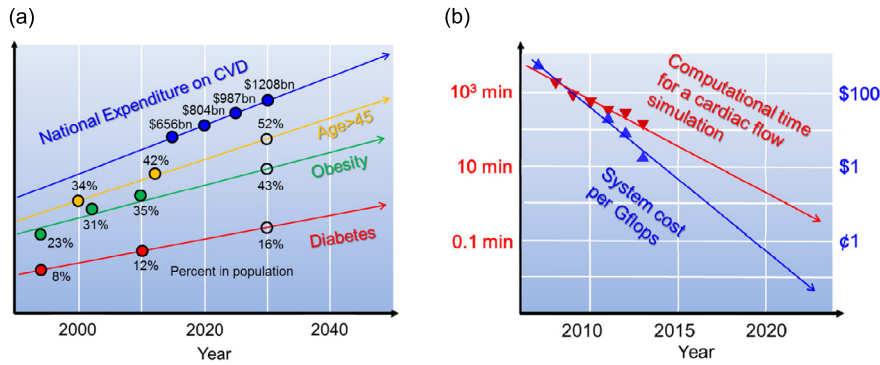 (a)
National Expenditure on CVD
$656bn
$804bn
$987bn
$1208bn
Age>45
34%
42%
52%
Obesity
23%
31%
35%
43%
Diabetes
8%
12%
16%
Percent in population
2000
2020
2040
Year
(b)
10³ min
10 min
0.1 min
Computational time
for a cardiac flow
simulation
System cost
per Gflops
$100
$1
¢1
2010
2015
2020
Year